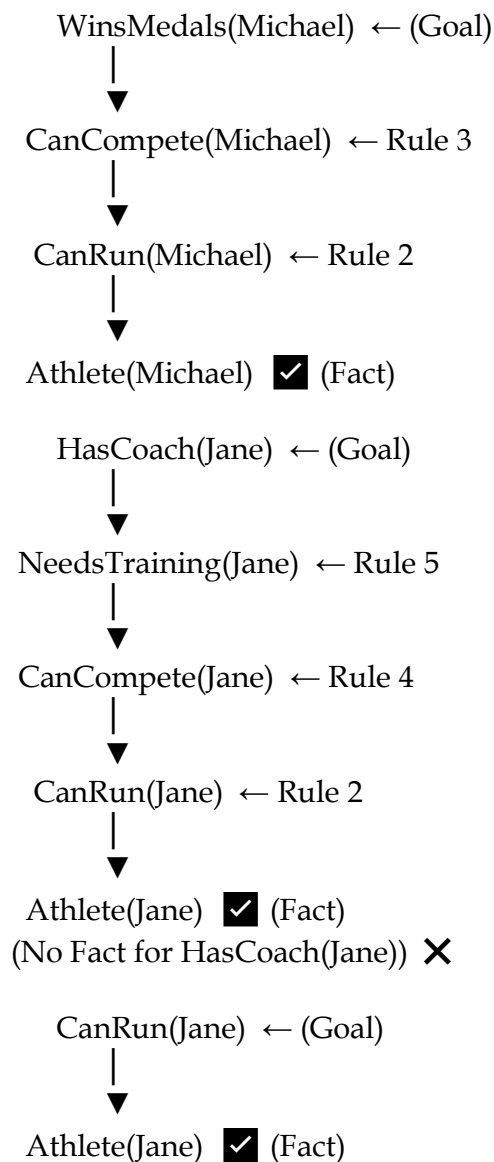 WinsMedals(Michael) ← (Goal)
│
▼
CanCompete(Michael) ← Rule 3
│
▼
CanRun(Michael) ← Rule 2
│
▼
Athlete(Michael) ✅ (Fact)
HasCoach(Jane) ← (Goal)
│
▼
NeedsTraining(Jane) ← Rule 5
│
▼
CanCompete(Jane) ← Rule 4
│
▼
CanRun(Jane) ← Rule 2
│
▼
Athlete(Jane) ✅ (Fact)
(No Fact for HasCoach(Jane)) ❌
CanRun(Jane) ← (Goal)
│
▼
Athlete(Jane) ✅ (Fact)